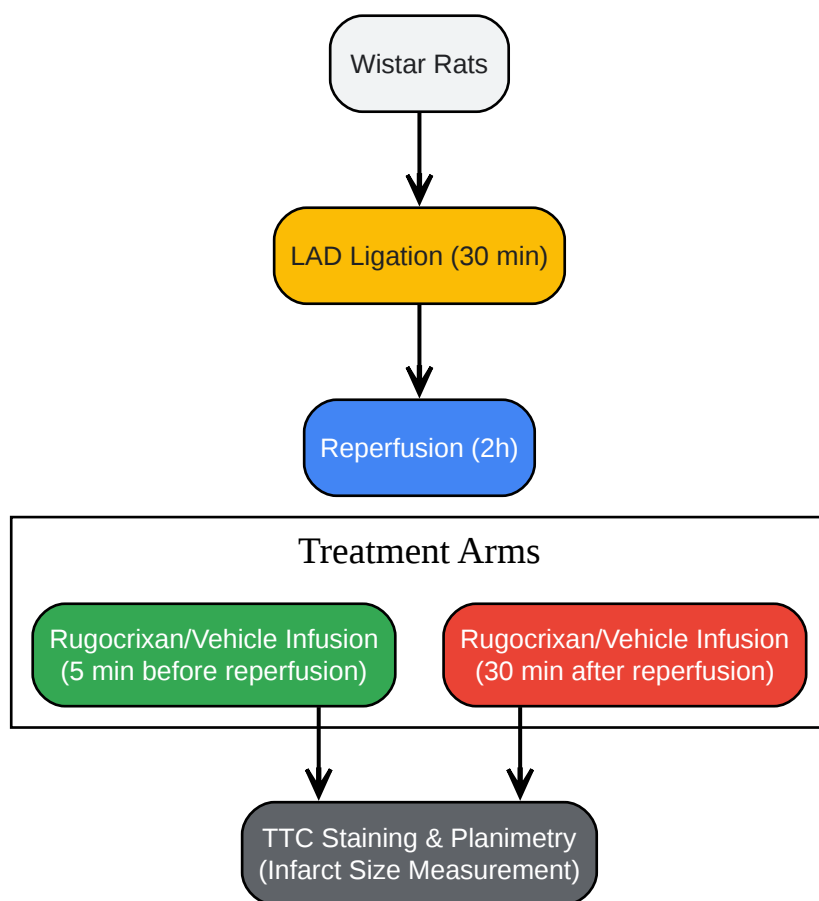 Wistar Rats
LAD Ligation (30 min)
Reperfusion (2h)
Treatment Arms
Rugocrixan/Vehicle Infusion
(5 min before reperfusion)
Rugocrixan/Vehicle Infusion
(30 min after reperfusion)
TTC Staining & Planimetry
(Infarct Size Measurement)